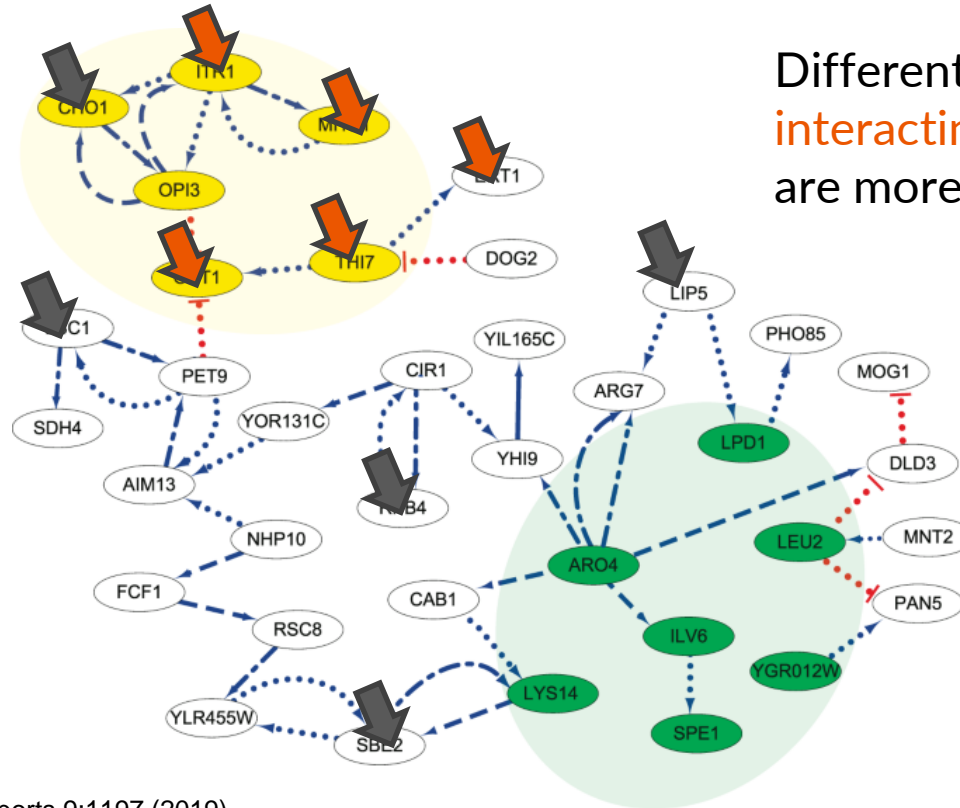 Different
interactin
are more
ITR1
CHO1
OPI3
THI7
DOG2
LIP5
PHO85
YIL165C
MOG1
PET9
CIR1
ARG7
SDH4
YOR131C
LPD1
YHI9
DLD3
AIM13
NHP10
LEU2
MNT2
ARO4
FCF1
CAB1
PAN5
RSC8
ILV6
YGR012W
LYS14
YLR455W
SPE1
SBE2
9:1197 (2019)